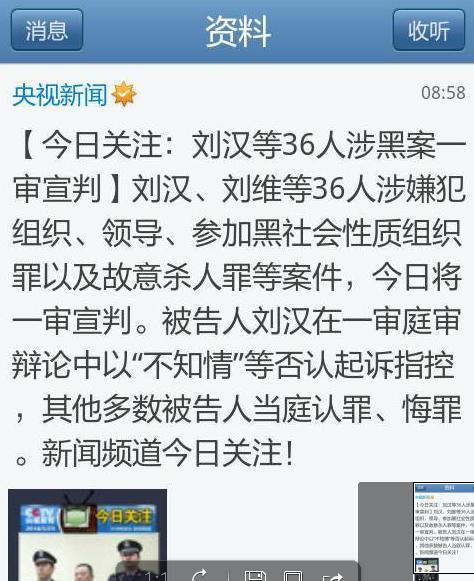 消息
资料
收听
央视新闻
08:58
【今日关注：刘汉等36人涉黑案一
审宣判】刘汉、刘维等36人涉嫌犯
组织、领导、参加黑社会性质组织
罪以及故意杀人罪等案件，今日将
一审宣判。被告人刘汉在一审庭审
辩论中以“不知情”等否认起诉指控
，其他多数被告人当庭认罪、悔罪
。新闻频道今日关注！
今日关注
1:1